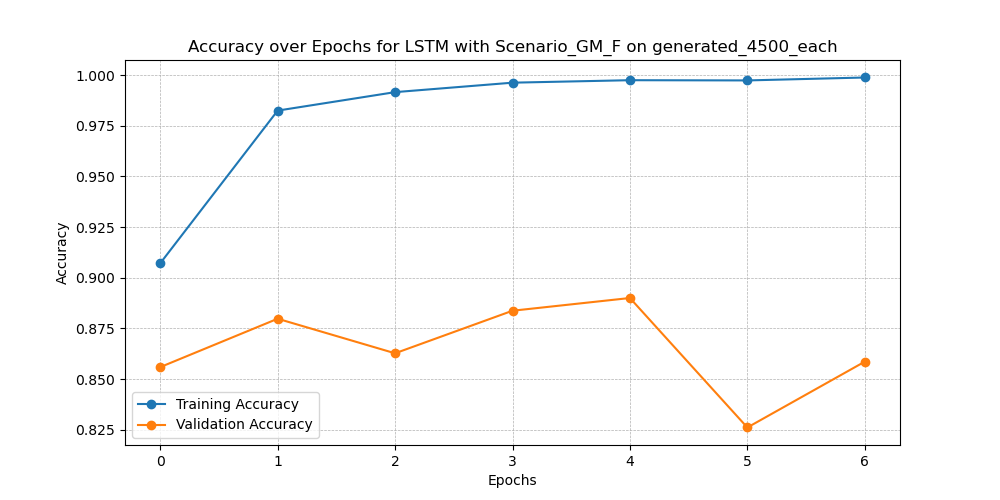 Accuracy over Epochs for LSTM with Scenario_GM_F on generated_4500_each
1.000
0.975
0.950
0.925
0.900
0.875
0.850
0.825
Accuracy
Training Accuracy
Validation Accuracy
0 1 2 3 4 5 6
Epochs